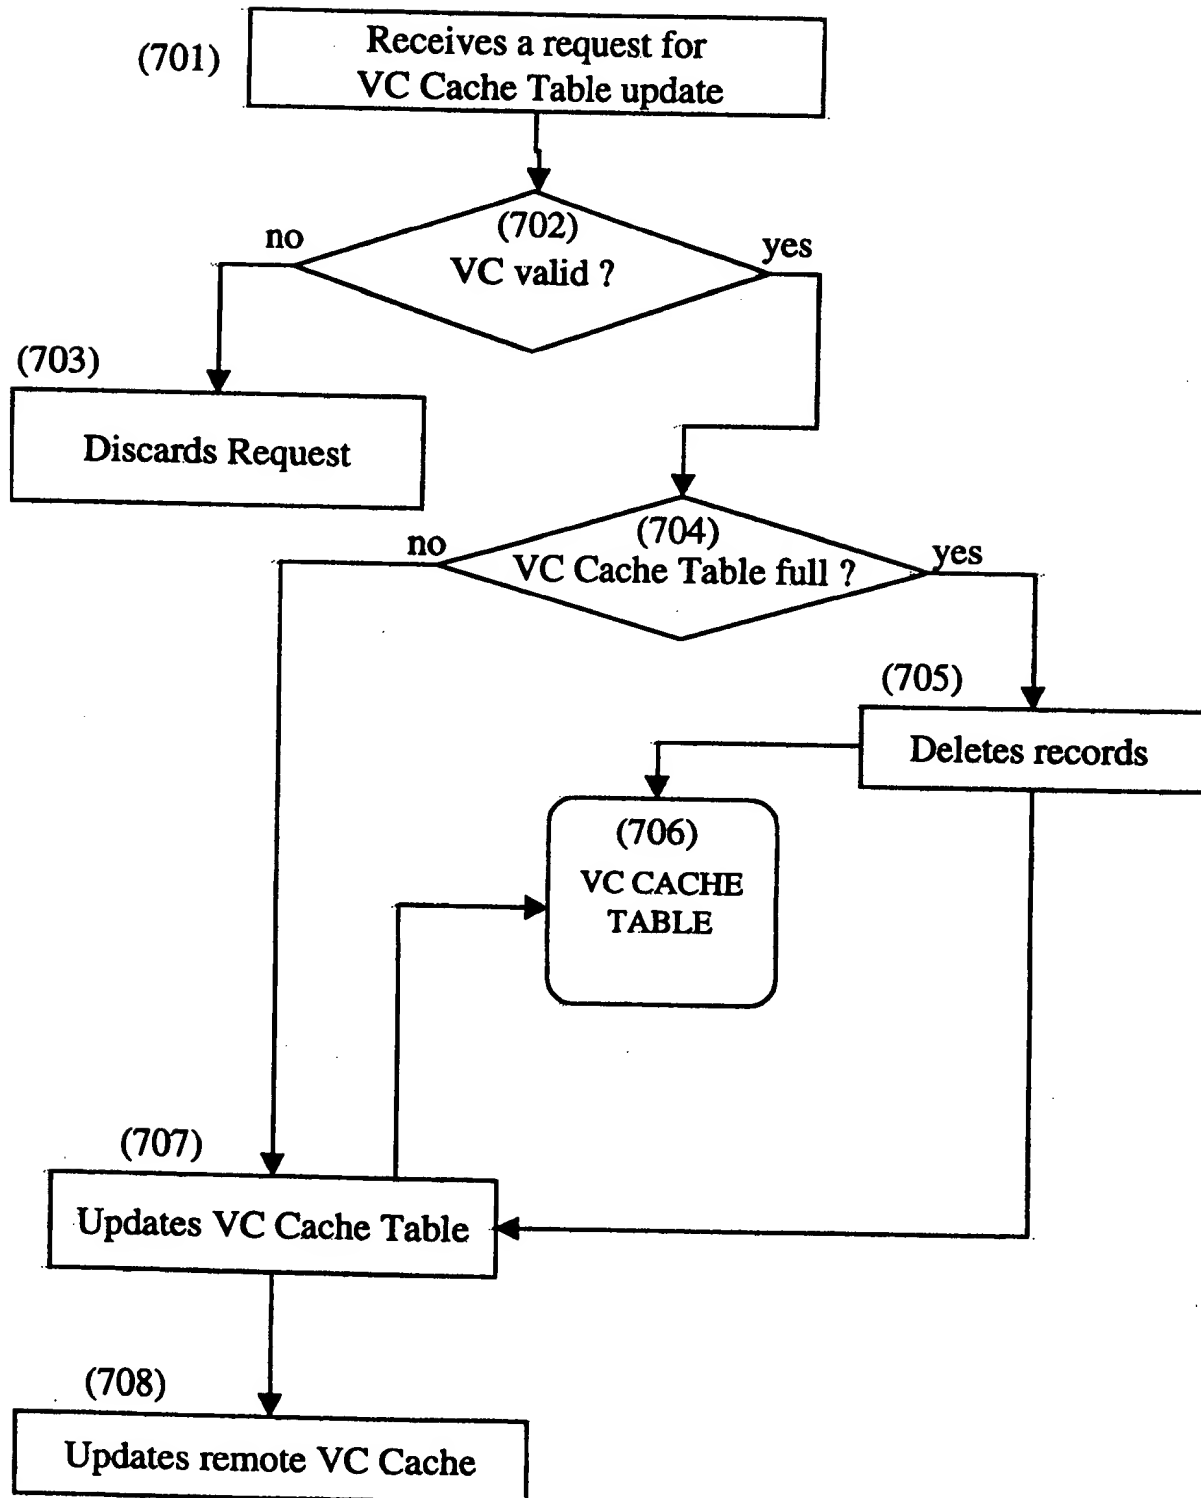 (701)
Receives a request for
VC Cache Table update
(702)
VC valid ?
no
yes
(703)
Discards Request
(704)
VC Cache Table full ?
no
yes
(705)
Deletes records
(706)
VC CACHE
TABLE
(707)
Updates VC Cache Table
(708)
Updates remote VC Cache